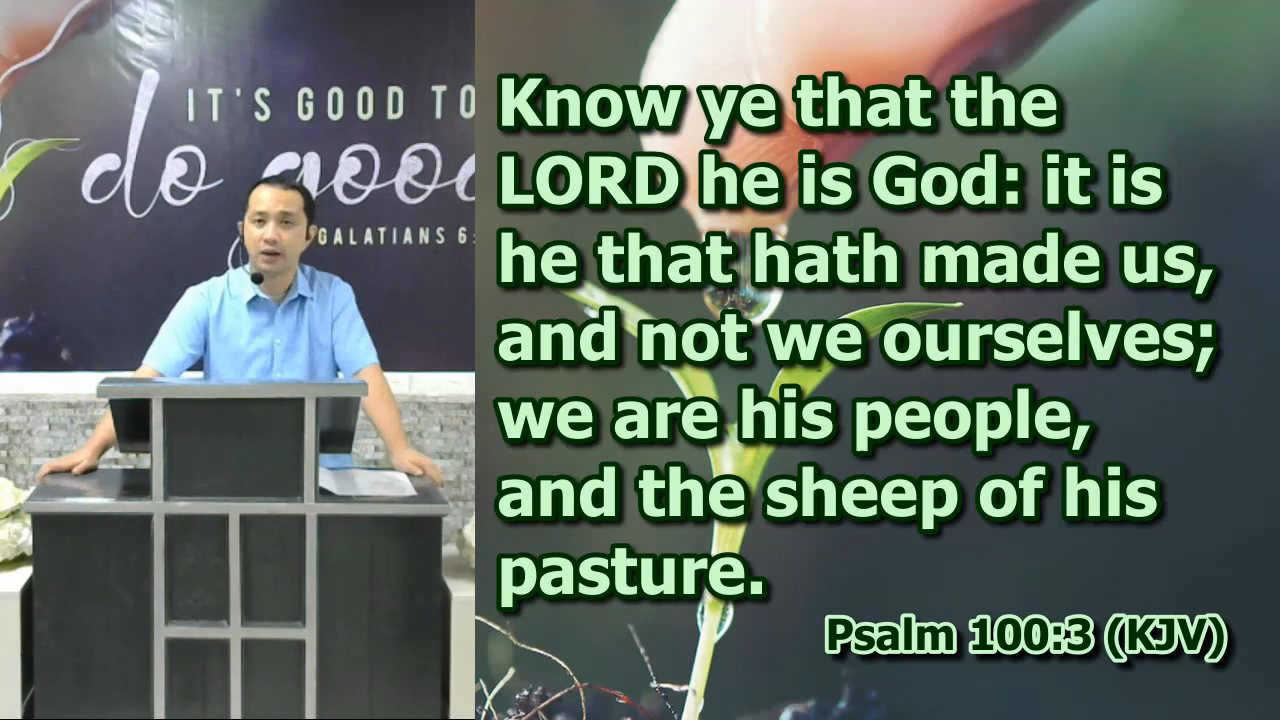 IT'S GOOD TO
do good
GALATIANS 6:
Know ye that the
LORD he is God: it is
he that hath made us,
and not we ourselves;
we are his people,
and the sheep of his
pasture.
Psalm 100:3 (KJV)